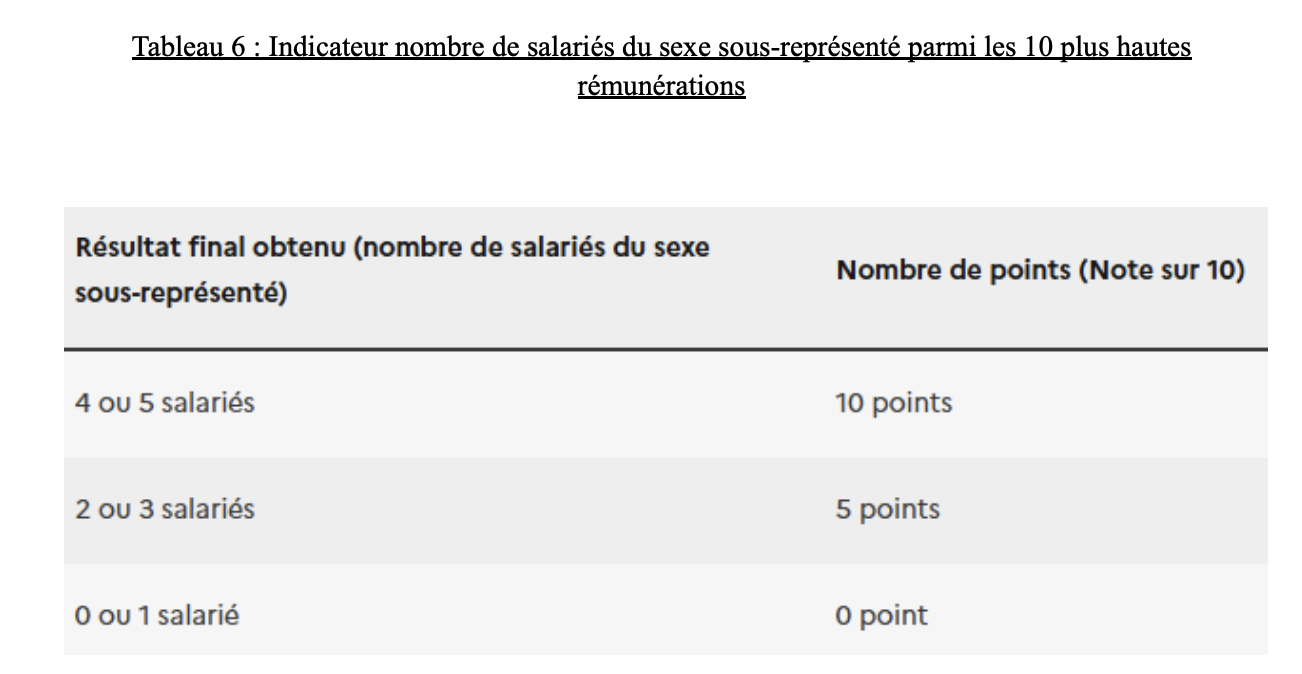 Tableau 6 : Indicateur nombre de salariés du sexe sous-représenté parmi les 10 plus hautes
rémunérations
Résultat final obtenu (nombre de salariés du sexe
sous-représenté)
Nombre de points (Note sur 10)
4 ou 5 salariés
10 points
2 ou 3 salariés
5 points
0 ou 1 salarié
0 point